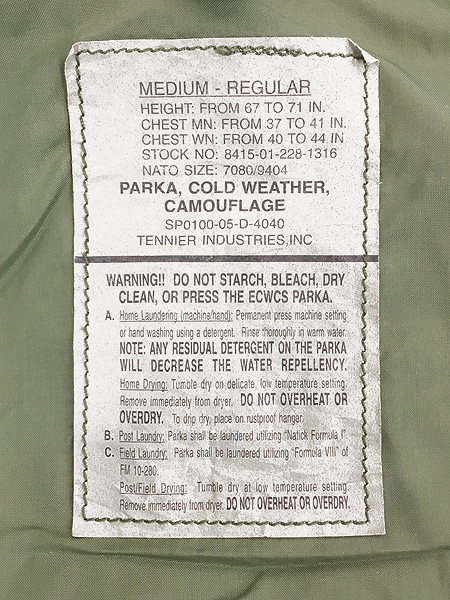 MEDIUM - REGULAR
HEIGHT: FROM 67 TO 71 IN.
CHEST MN: FROM 37 TO 41 IN.
CHEST WN: FROM 40 TO 44 IN
STOCK NO: 8415-01-228-1316
NATO SIZE: 7080/9404
PARKA, COLD WEATHER,
CAMOUFLAGE
SP0100-05-D-4040
TENNIER INDUSTRIES,INC
WARNING!! DO NOT STARCH, BLEACH, DRY
CLEAN, OR PRESS THE ECWCS PARKA.
A. Home Laundering (machine/hand): Permanent press machine setting
or hand washing using a detergent. Rinse thoroughly in warm water.
NOTE: ANY RESIDUAL DETERGENT ON THE PARKA
WILL DECREASE THE WATER REPELLENCY.
Home Drying: Tumble dry on delicate, low temperature setting.
Remove immediately from dryer. DO NOT OVERHEAT OR
OVERDRY. To drip dry, place on rustproof hanger.
B. Post Laundry: Parka shall be laundered utilizing "Natick Formula I".
C. Field Laundry: Parka shall be laundered utilizing "Formula VIII" of
FM 10-280.
Post/Field Drying: Tumble dry at low temperature setting.
Remove immediately from dryer. DO NOT OVERHEAT OR OVERDRY.